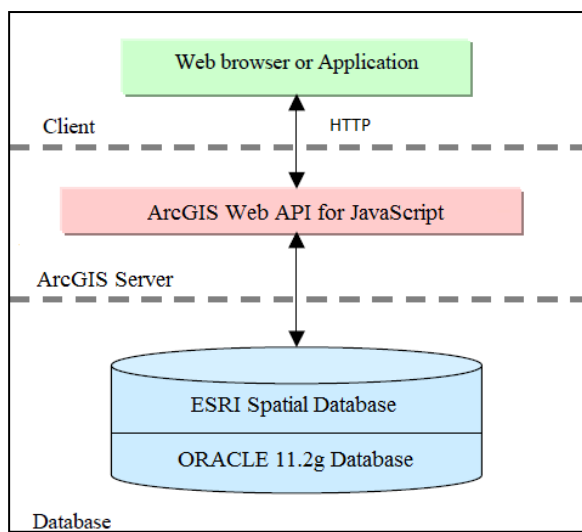 Web browser or Application
HTTP
Client
ArcGIS Web API for JavaScript
ArcGIS Server
ESRI Spatial Database
ORACLE 11.2g Database
Database